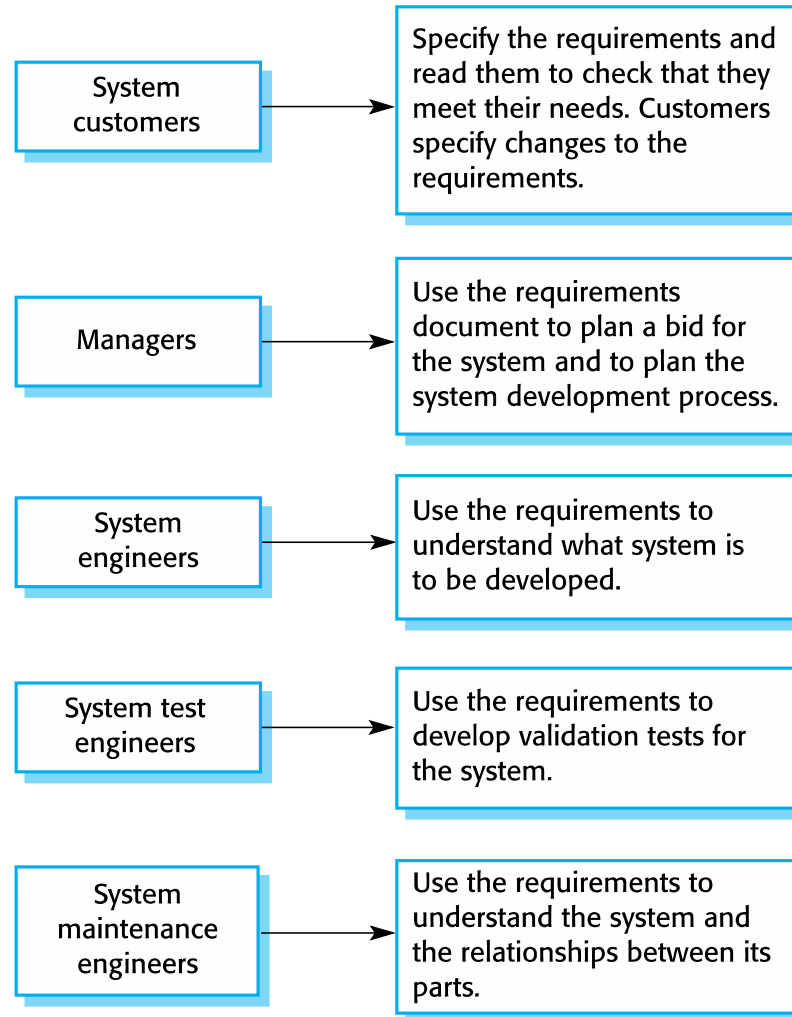 System
customers
Specify the requirements and
read them to check that they
meet their needs. Customers
specify changes to the
requirements.
Managers
Use the requirements
document to plan a bid for
the system and to plan the
system development process.
System
engineers
Use the requirements to
understand what system is
to be developed.
System test
engineers
Use the requirements to
develop validation tests for
the system.
System
maintenance
engineers
Use the requirements to
understand the system and
the relationships between its
parts.